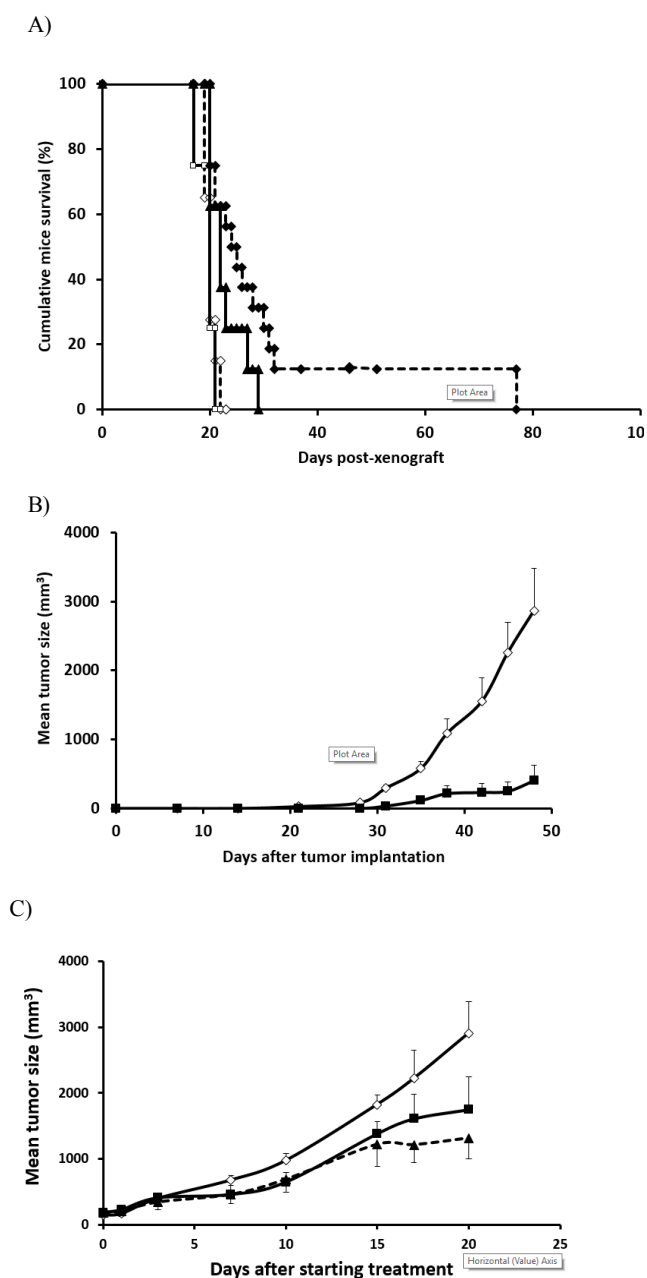 A)
100
80
60
40
20
0
Cumulative mice survival (%)
Plot Area
0 20 40 60 80 10
Days post-xenograft
B)
4000
3000
2000
1000
0
Mean tumor size (mm³)
Plot Area
0 10 20 30 40 50
Days after tumor implantation
C)
4000
3000
2000
1000
0
Mean tumor size (mm³)
0 5 10 15 20 25
Days after starting treatment
Horizontal (Value) Axis